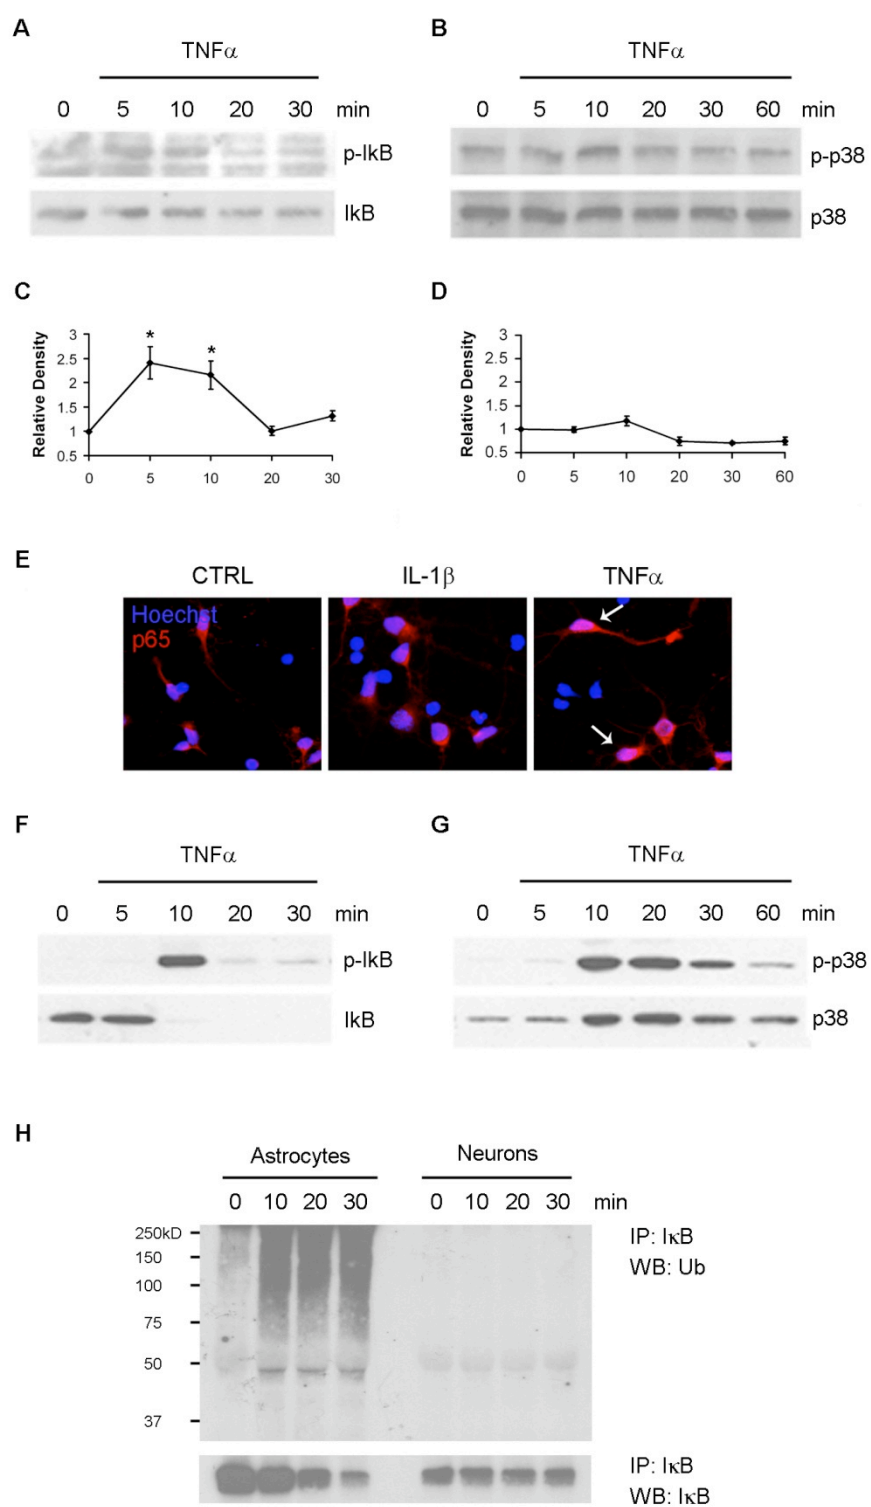 A
TNFα
0 5 10 20 30 min
p-IkB
IkB
B
TNFα
0 5 10 20 30 60 min
p-p38
p38
C
Relative Density
3
2.5
2
1.5
1
0.5
* *
0 5 10 20 30
D
Relative Density
3
2.5
2
1.5
1
0.5
0 5 10 20 30 60
E
CTRL IL-1β TNFα
Hoechst
p65
F
TNFα
0 5 10 20 30 min
p-IkB
IkB
G
TNFα
0 5 10 20 30 60 min
p-p38
p38
H
Astrocytes Neurons
0 10 20 30 0 10 20 30 min
250kD
150
100
75
50
37
IP: IκB
WB: Ub
IP: IκB
WB: IκB